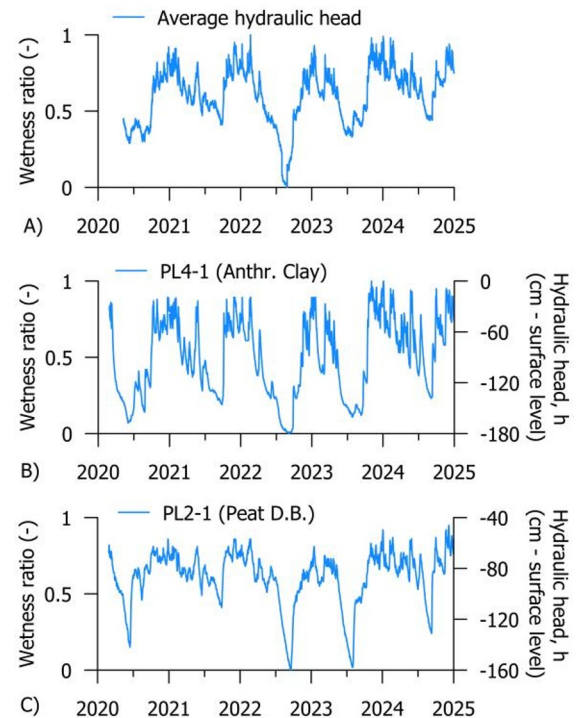 Average hydraulic head
Wetness ratio (-)
1
0.5
0
2020 2021 2022 2023 2024 2025
A)
PL4-1 (Anthr. Clay)
Wetness ratio (-)
1
0.5
0
0
-60
-120
-180
Hydraulic head, h
(cm - surface level)
2020 2021 2022 2023 2024 2025
B)
PL2-1 (Peat D.B.)
Wetness ratio (-)
1
0.5
0
-40
-80
-120
-160
Hydraulic head, h
(cm - surface level)
2020 2021 2022 2023 2024 2025
C)